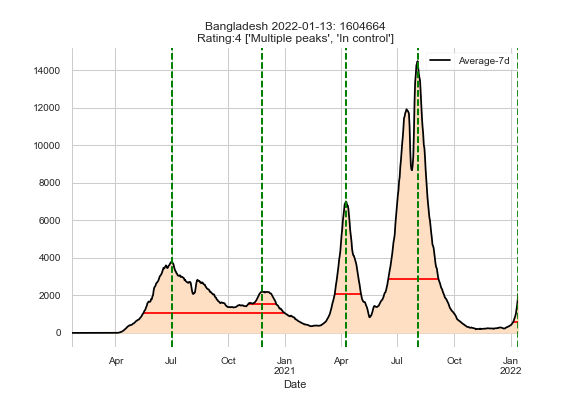 Bangladesh 2022-01-13: 1604664
Rating:4 ['Multiple peaks', 'In control']
Average-7d
14000
12000
10000
8000
6000
4000
2000
0
Apr Jul Oct Jan Apr Jul Oct Jan
2021 2022
Date